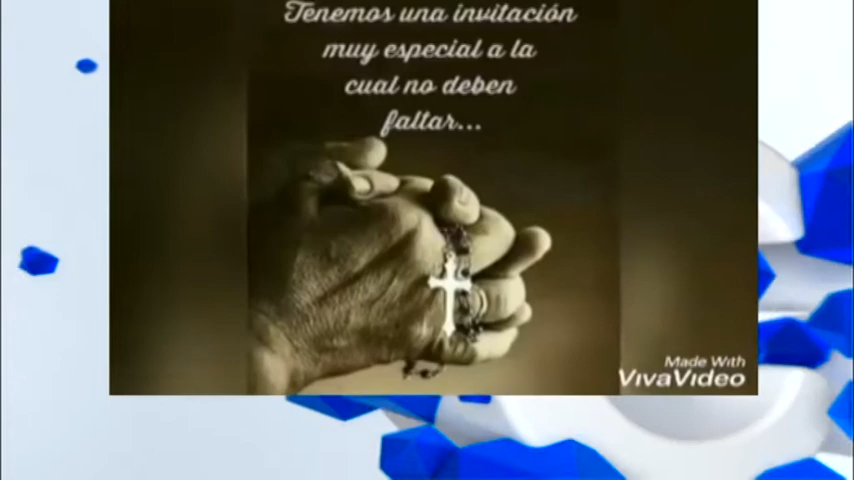 Tenemos una invitación
muy especial a la
cual no deben
faltar...
Made With
VivaVideo